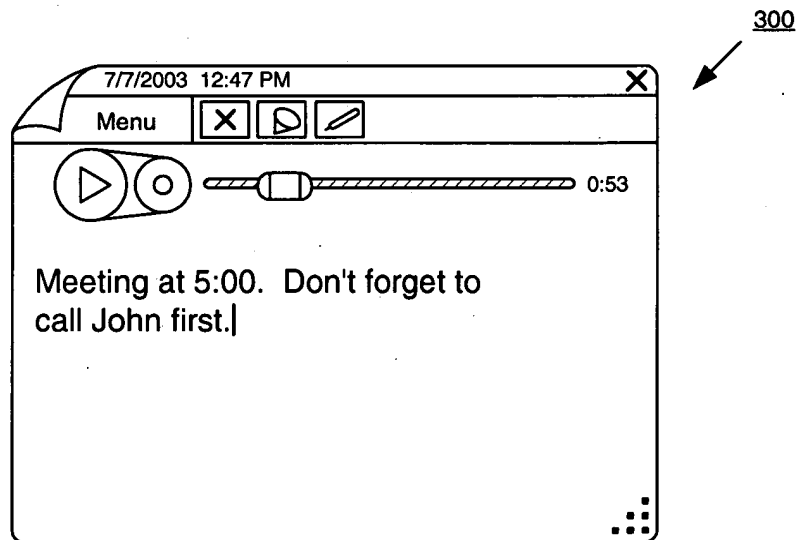 300
7/7/2003 12:47 PM
Menu
0:53
Meeting at 5:00. Don't forget to
call John first.